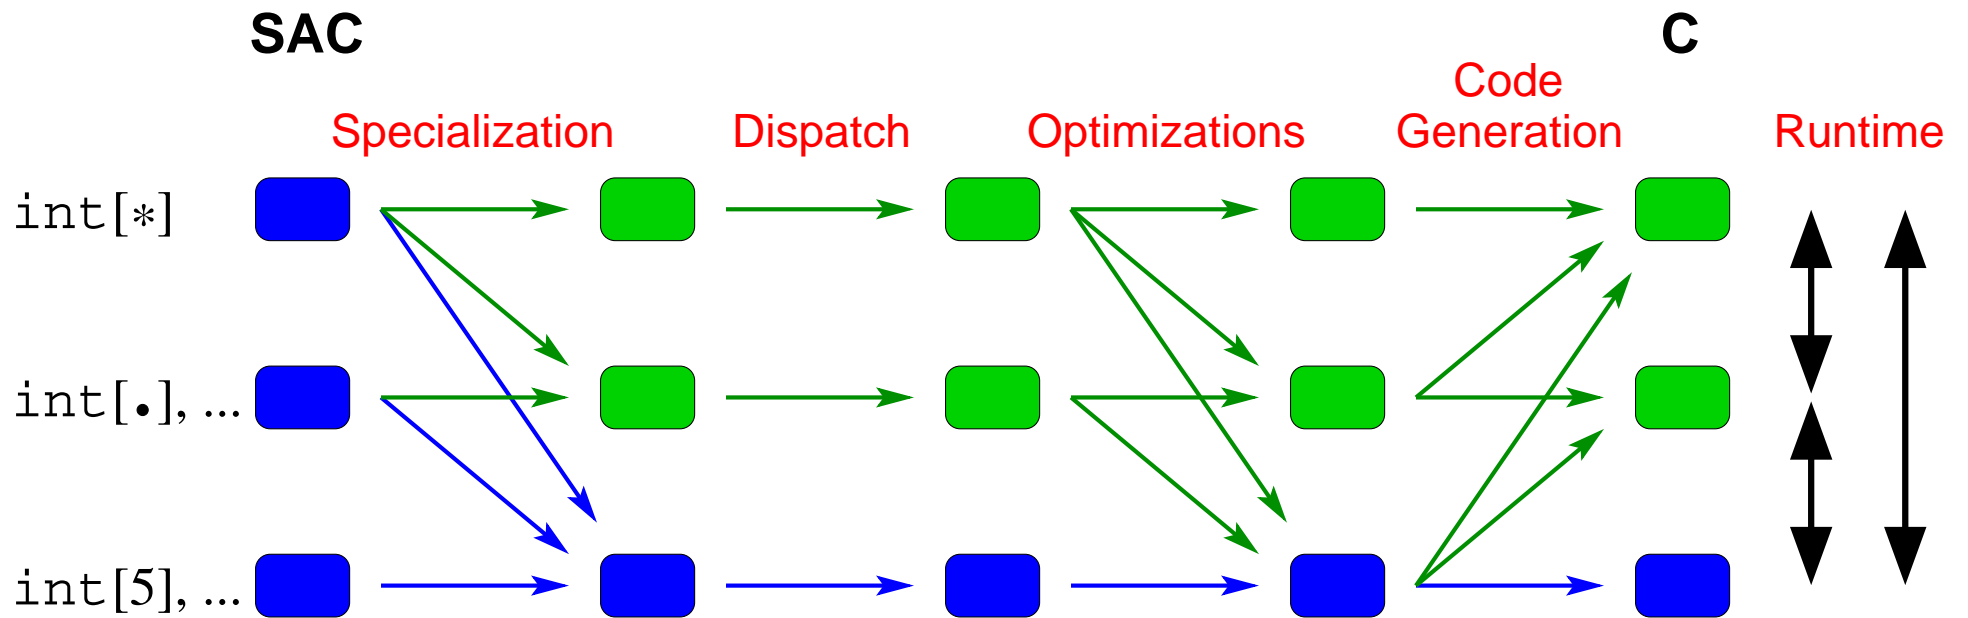 SAC
C
Code
Specialization Dispatch Optimizations Generation Runtime
int[*]
int[•], ...
int[5], ...